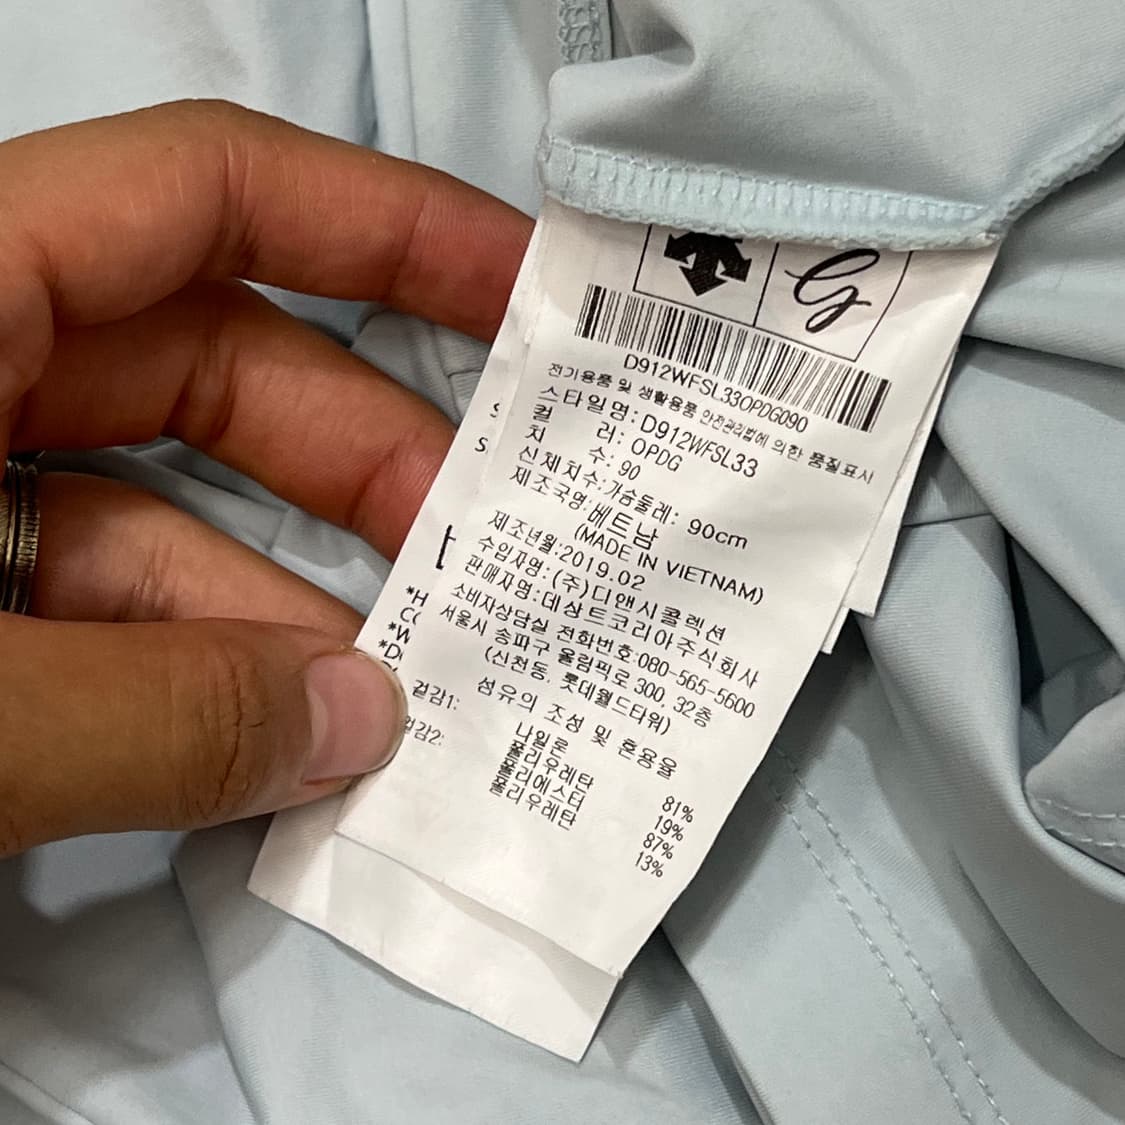 D912WFSL33OPDG090
전기용품 및 생활용품 안전관리법에 의한 품질표시
스타일명: D912WFSL33
컬 러: OPDG
치 수: 90
신체치수:가슴둘레: 90cm
제조국명:베트남
(MADE IN VIETNAM)
제조년월:2019.02
수입자명: (주)디앤시콜렉션
판매자명:데상트코리아주식회사
소비자상담실 전화번호:080-565-5600
서울시 송파구 올림픽로 300, 32층
(신천동, 롯데월드타워)
섬유의 조성 및 혼용율
겉감1: 나일론 81%
폴리우레탄 19%
겉감2: 폴리에스터 87%
폴리우레탄 13%